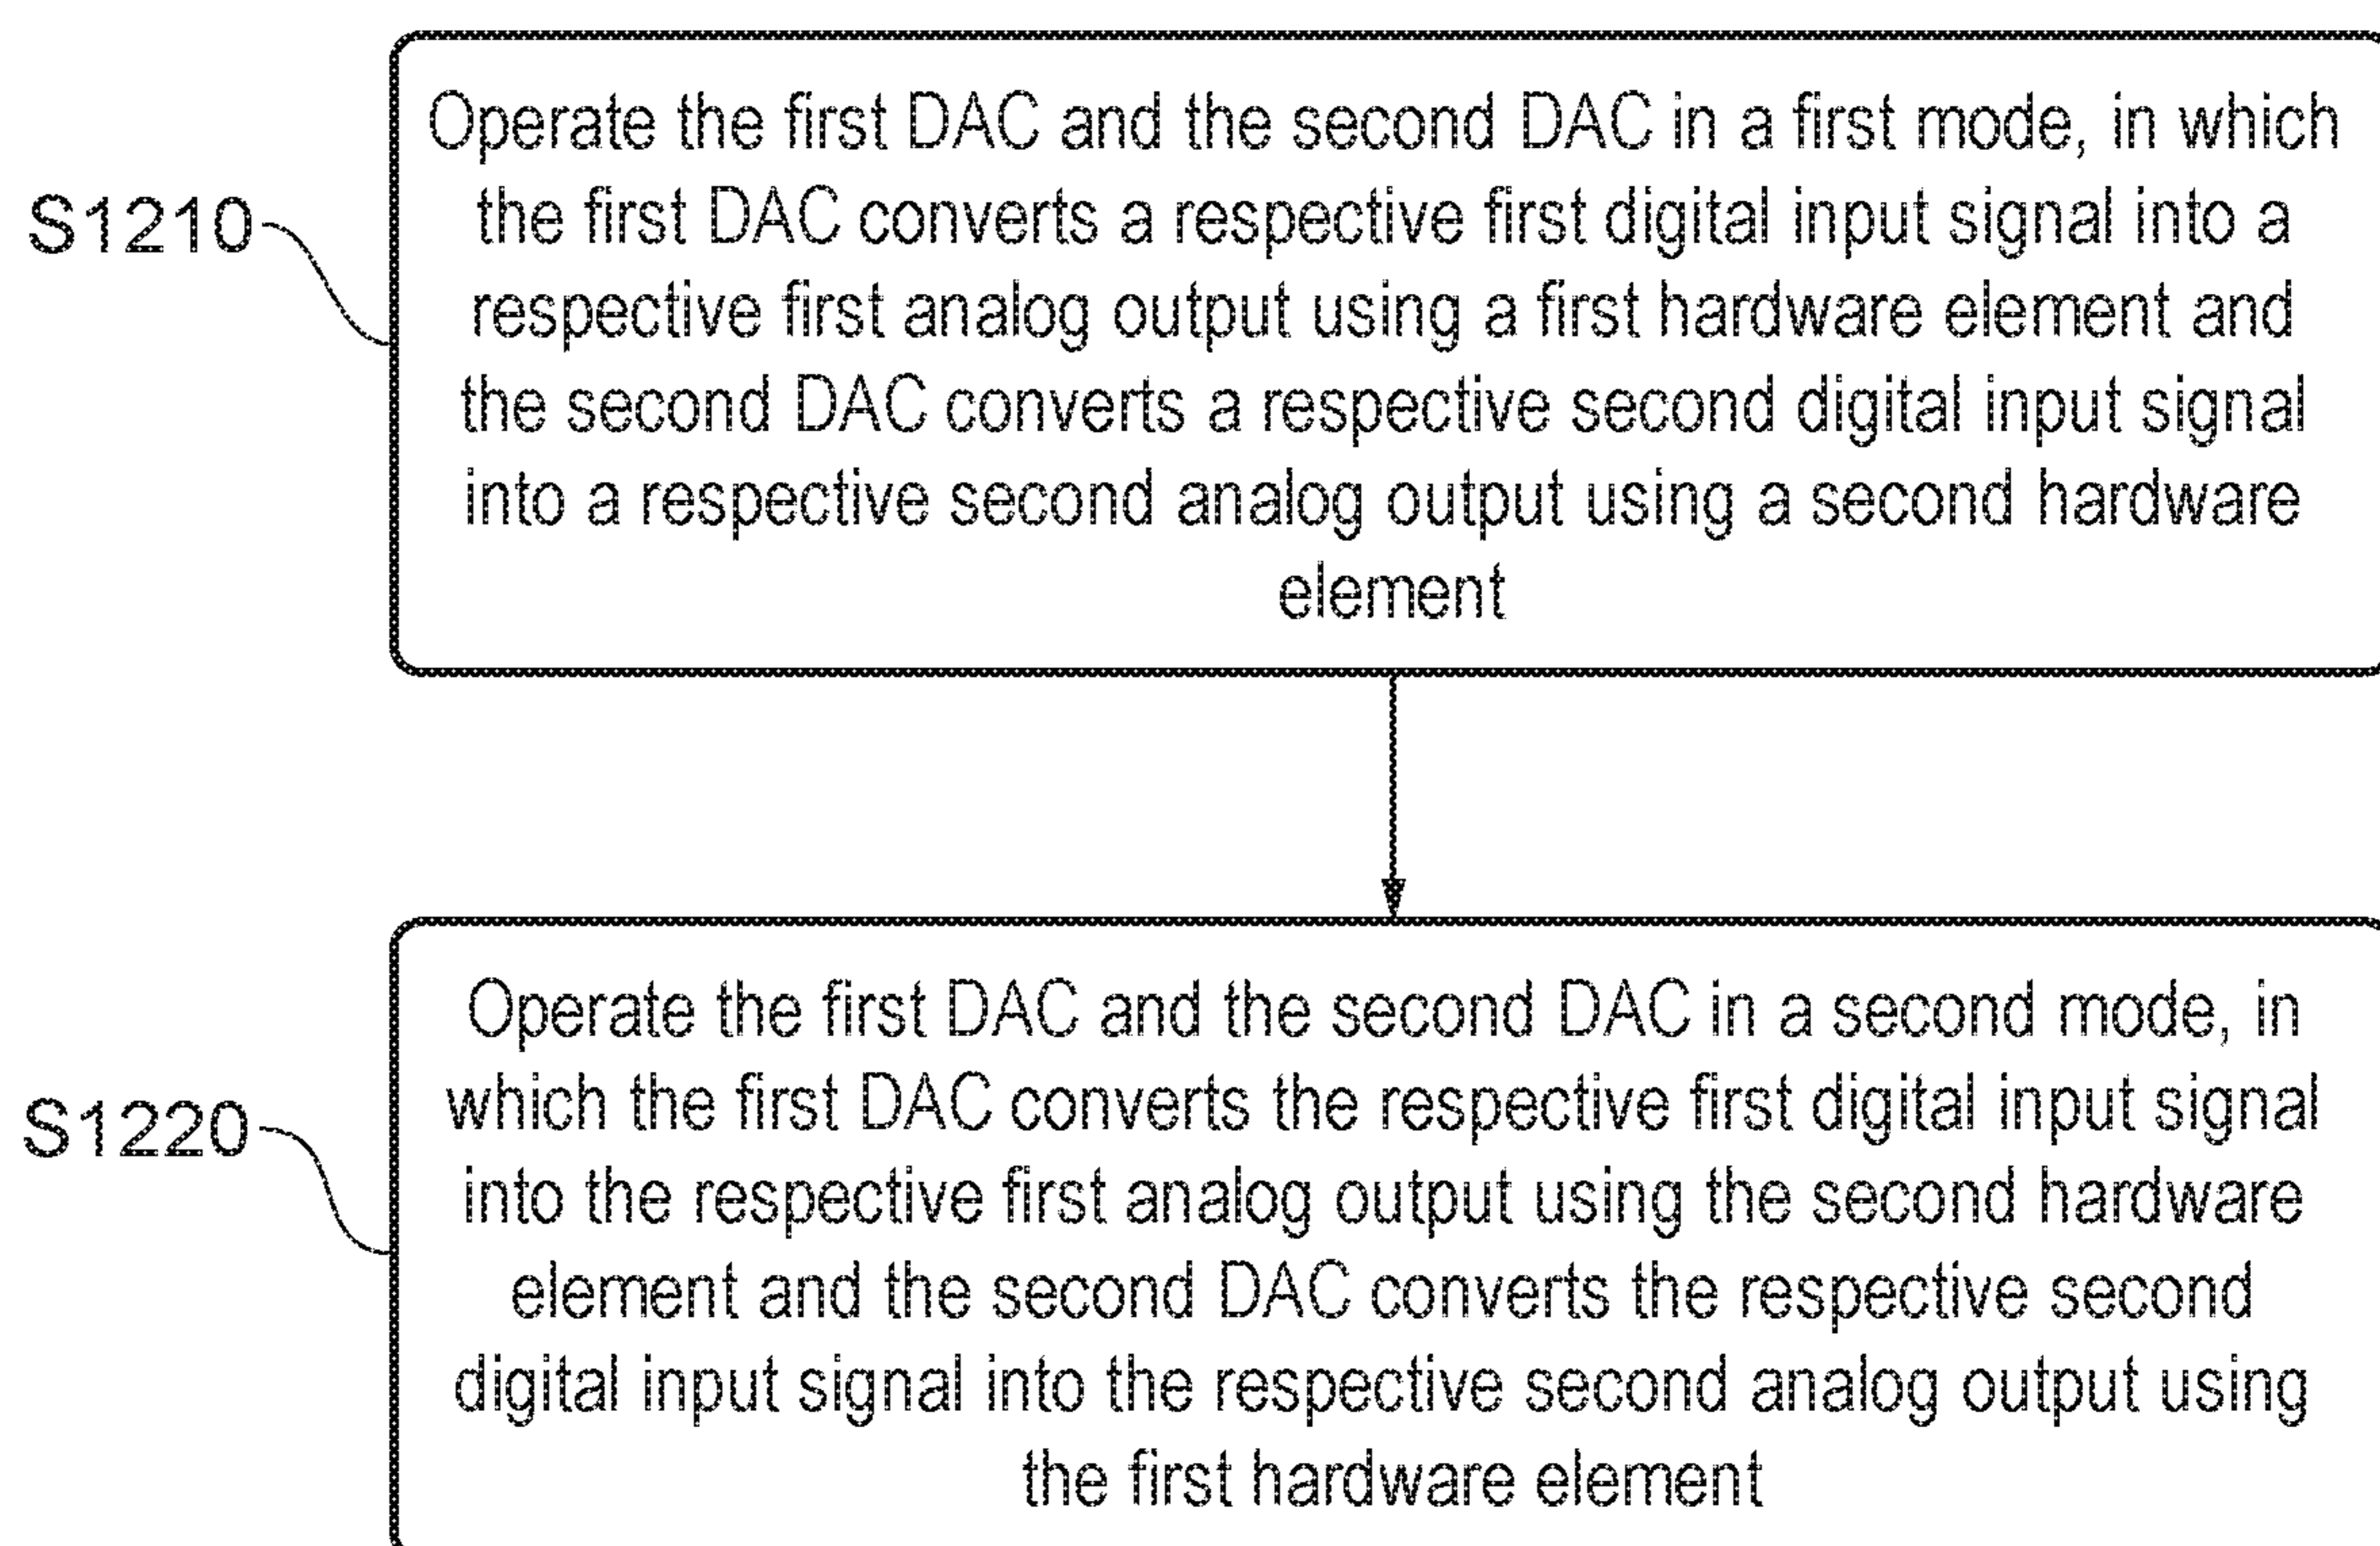 S1210
Operate the first DAC and the second DAC in a first mode, in which
the first DAC converts a respective first digital input signal into a
respective first analog output using a first hardware element and
the second DAC converts a respective second digital input signal
into a respective second analog output using a second hardware
element
S1220
Operate the first DAC and the second DAC in a second mode, in
which the first DAC converts the respective first digital input signal
into the respective first analog output using the second hardware
element and the second DAC converts the respective second
digital input signal into the respective second analog output using
the first hardware element